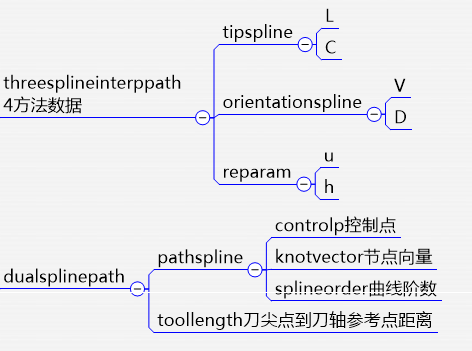 threesplineinterppath
4方法数据
tipspline
L
C
orientationspline
V
D
reparam
u
h
dualsplinepath
pathspline
controlp控制点
knotvector节点向量
splineorder曲线阶数
toollength刀尖点到刀轴参考点距离